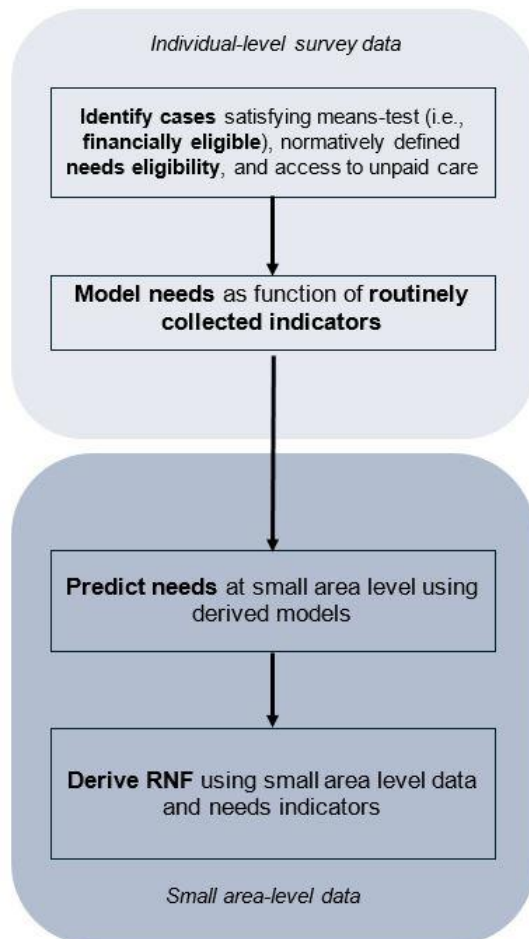 Individual-level survey data
Identify cases satisfying means-test (i.e.,
financially eligible), normatively defined
needs eligibility, and access to unpaid care
Model needs as function of routinely
collected indicators
Predict needs at small area level using
derived models
Derive RNF using small area level data
and needs indicators
Small area-level data